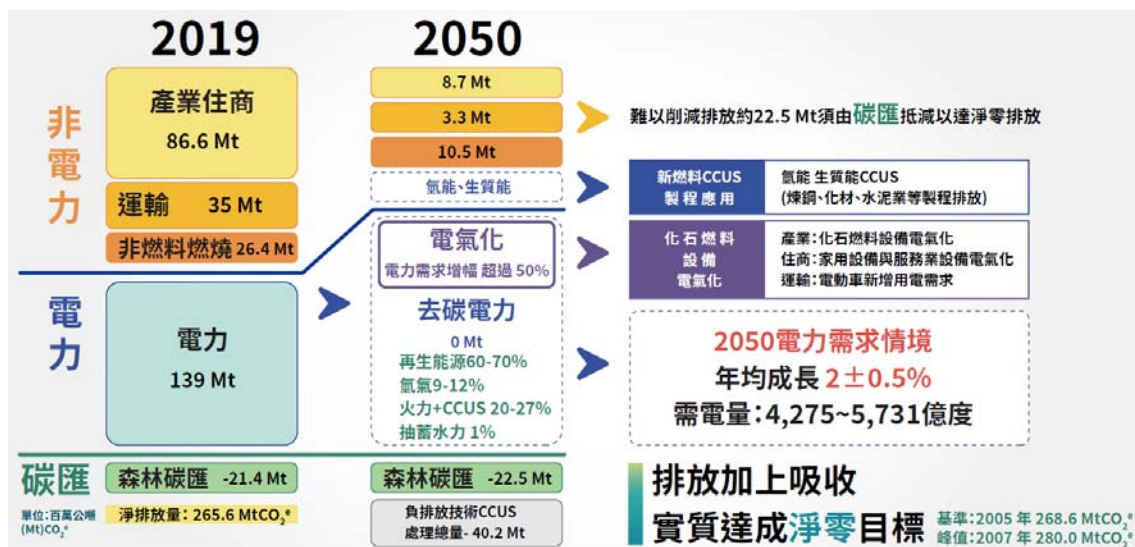 2019
2050
非電力
產業住商
86.6 Mt
運輸 35 Mt
非燃料燃燒 26.4 Mt
8.7 Mt
3.3 Mt
10.5 Mt
氫能、生質能
難以削減排放約22.5 Mt須由碳匯抵減以達淨零排放
新燃料CCUS
製程應用
氫能 生質能CCUS
(煉鋼、化材、水泥業等製程排放)
電力
電力
139 Mt
電氣化
電力需求增幅 超過 50%
去碳電力
0 Mt
再生能源60-70%
氫氣9-12%
火力+CCUS 20-27%
抽蓄水力 1%
化石燃料
設備
電氣化
產業:化石燃料設備電氣化
住商:家用設備與服務業設備電氣化
運輸:電動車新增用電需求
2050電力需求情境
年均成長 2±0.5%
需電量:4,275~5,731億度
碳匯
單位:百萬公噸
(Mt)CO₂ᵉ
森林碳匯 -21.4 Mt
淨排放量: 265.6 MtCO₂ᵉ
森林碳匯 -22.5 Mt
負排放技術CCUS
處理總量- 40.2 Mt
排放加上吸收
實質達成淨零目標
基準:2005 年 268.6 MtCO₂ᵉ
峰值:2007 年 280.0 MtCO₂ᵉ